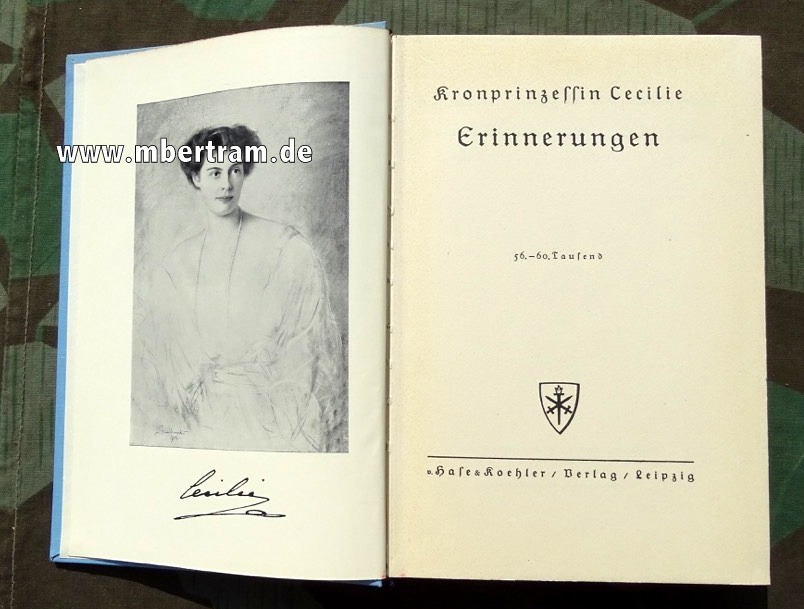 www.mbertram.de
Cecilie
Kronprinzeſſin Cecilie
Erinnerungen
56.–60. Tauſend
v. Haſe & Koehler / Verlag / Leipzig